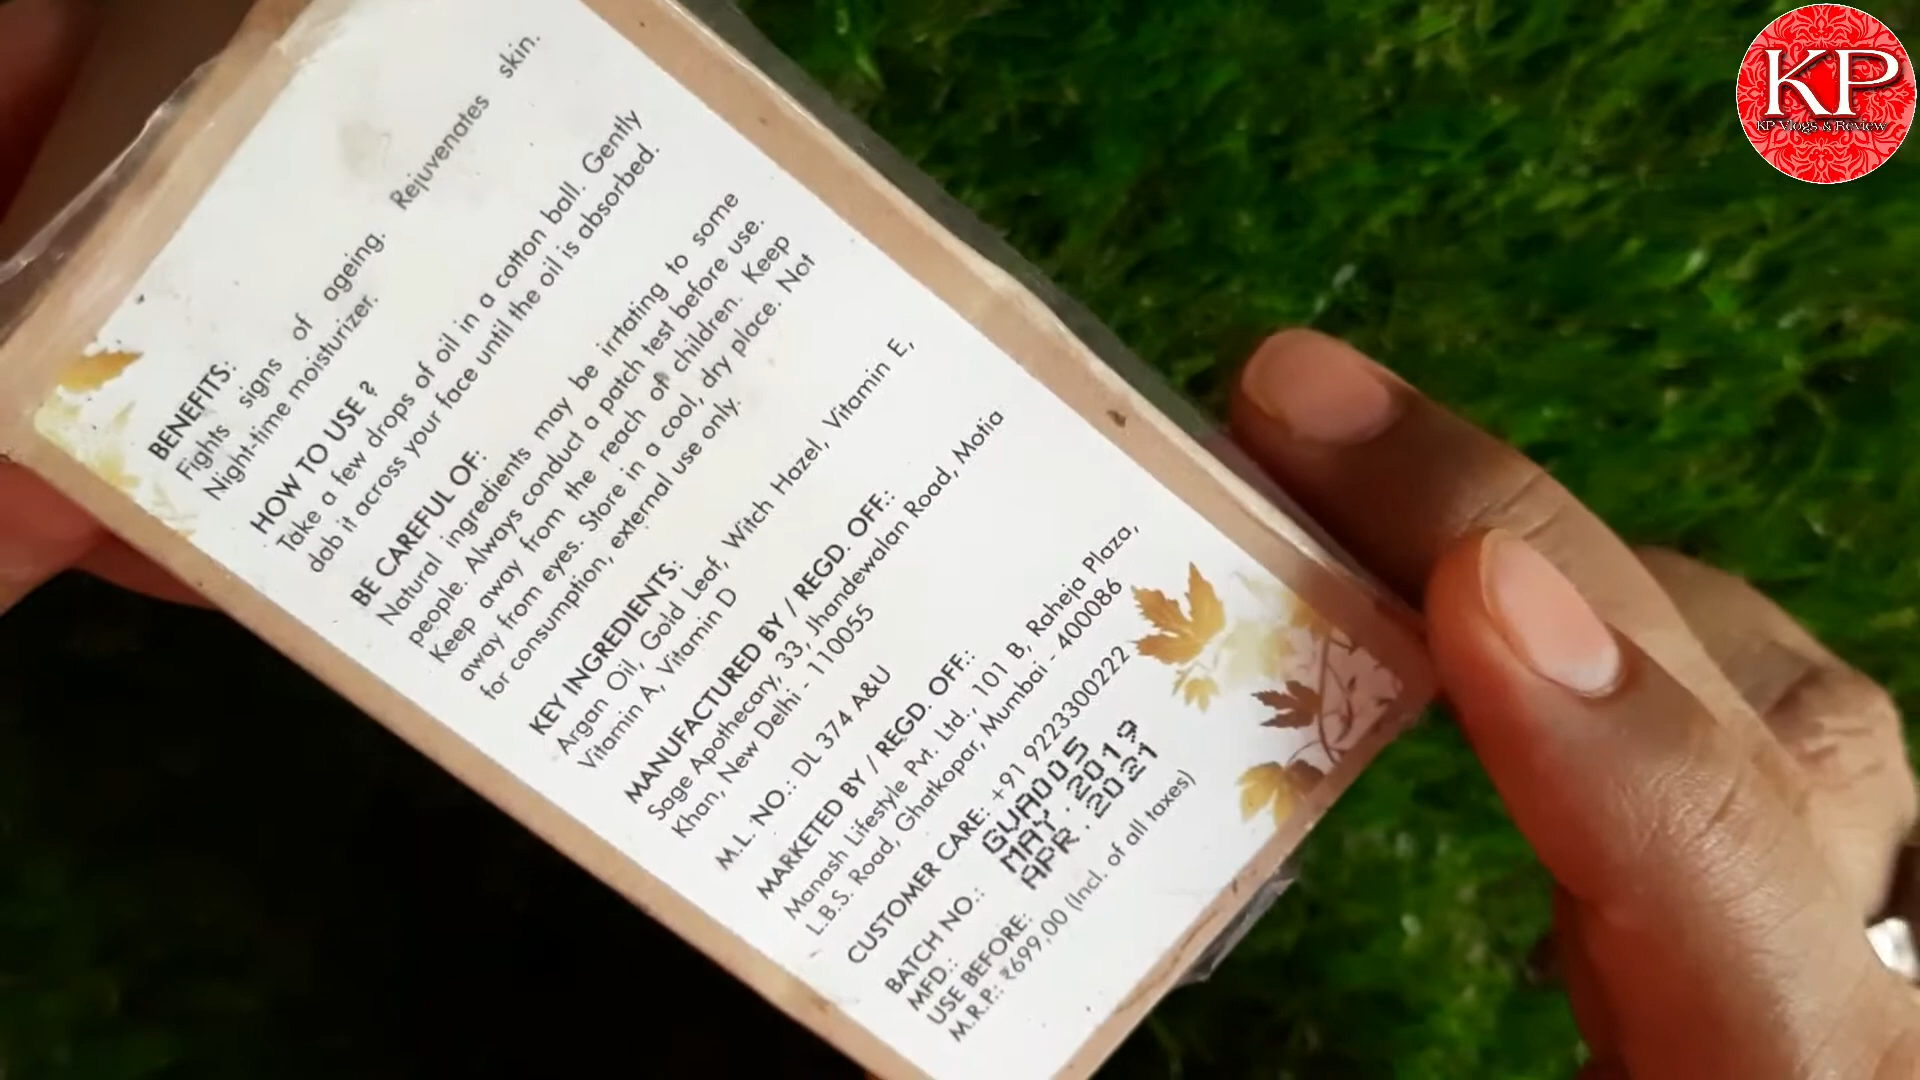 KP
KP Vlogs & Review
BENEFITS:
Fights signs of ageing. Rejuvenates skin.
Night-time moisturizer.
HOW TO USE ?
Take a few drops of oil in a cotton ball. Gently
dab it across your face until the oil is absorbed.
BE CAREFUL OF:
Natural ingredients may be irritating to some
people. Always conduct a patch test before use.
Keep away from the reach of children. Keep
away from eyes. Store in a cool, dry place. Not
for consumption, external use only.
KEY INGREDIENTS:
Argan Oil, Gold Leaf, Witch Hazel, Vitamin E,
Vitamin A, Vitamin D
MANUFACTURED BY / REGD. OFF.:
Sage Apothecary, 33, Jhandewalan Road, Motia
Khan, New Delhi - 110055
M.L. NO.: DL 374 A&U
MARKETED BY / REGD. OFF.:
Manash Lifestyle Pvt. Ltd., 101 B, Raheja Plaza,
L.B.S. Road, Ghatkopar, Mumbai - 400086
CUSTOMER CARE: +91 9223300222
BATCH NO.: GVA005
MFD.: MAY.2019
USE BEFORE: APR.2021
M.R.P.: ₹699.00 (Incl. of all taxes)